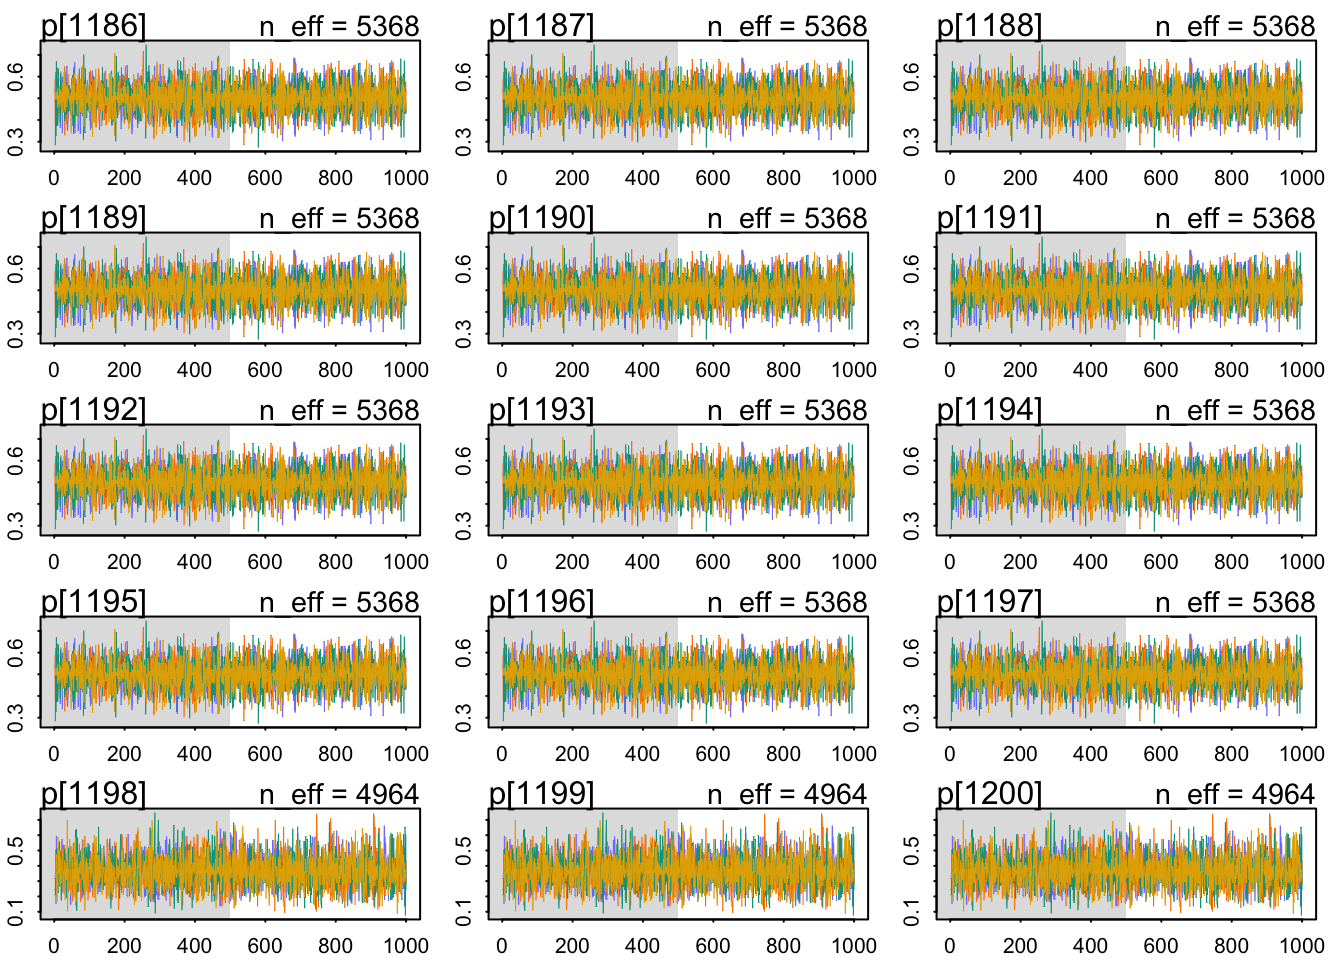 p[1186] n_eff = 5368 p[1187] n_eff = 5368 p[1188] n_eff = 5368
0.6 0.6 0.6
0.3 0.3 0.3
0 200 400 600 800 1000 0 200 400 600 800 1000 0 200 400 600 800 1000
p[1189] n_eff = 5368 p[1190] n_eff = 5368 p[1191] n_eff = 5368
0.6 0.6 0.6
0.3 0.3 0.3
0 200 400 600 800 1000 0 200 400 600 800 1000 0 200 400 600 800 1000
p[1192] n_eff = 5368 p[1193] n_eff = 5368 p[1194] n_eff = 5368
0.6 0.6 0.6
0.3 0.3 0.3
0 200 400 600 800 1000 0 200 400 600 800 1000 0 200 400 600 800 1000
p[1195] n_eff = 5368 p[1196] n_eff = 5368 p[1197] n_eff = 5368
0.6 0.6 0.6
0.3 0.3 0.3
0 200 400 600 800 1000 0 200 400 600 800 1000 0 200 400 600 800 1000
p[1198] n_eff = 4964 p[1199] n_eff = 4964 p[1200] n_eff = 4964
0.5 0.5 0.5
0.1 0.1 0.1
0 200 400 600 800 1000 0 200 400 600 800 1000 0 200 400 600 800 1000